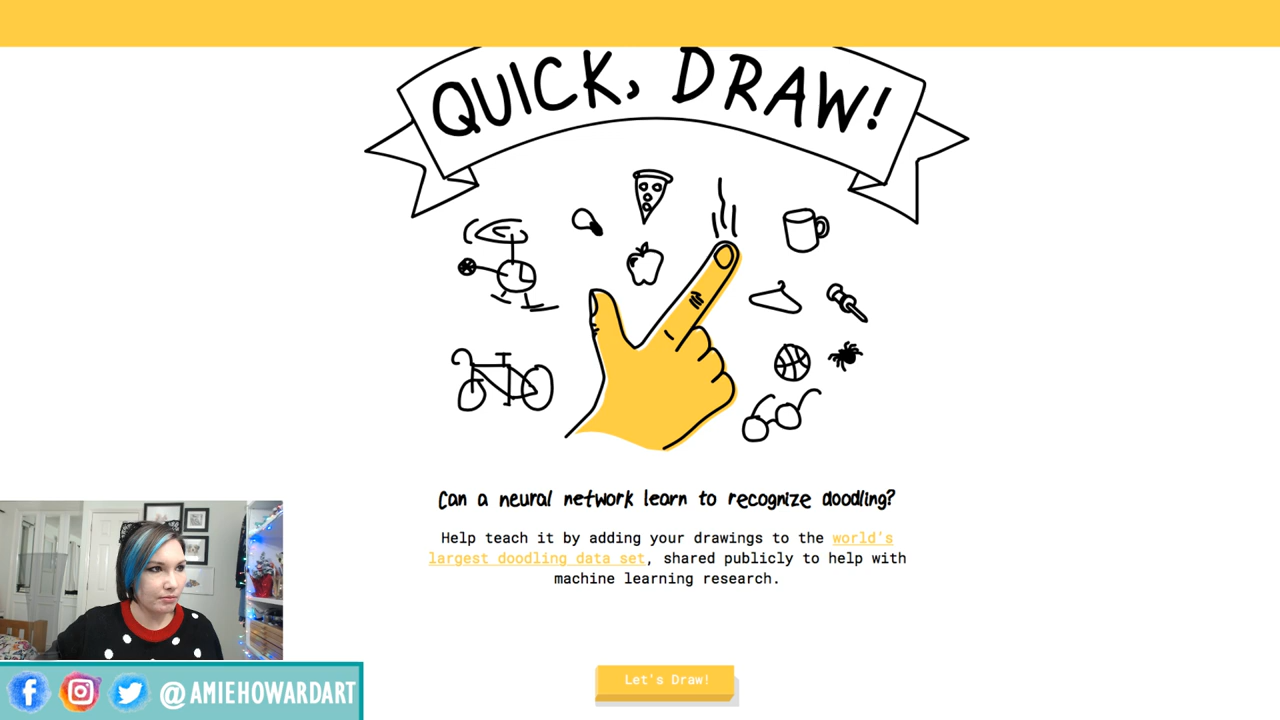 QUICK, DRAW!
Can a neural network learn to recognize doodling?
Help teach it by adding your drawings to the world's
largest doodling data set, shared publicly to help with
machine learning research.
Let's Draw!
@AMIEHOWARDART